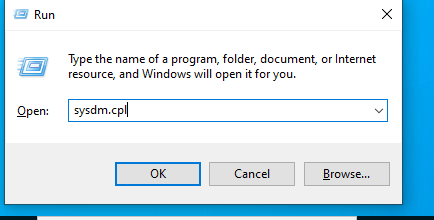 Run
Type the name of a program, folder, document, or Internet
resource, and Windows will open it for you.
Open: sysdm.cpl
OK Cancel Browse...